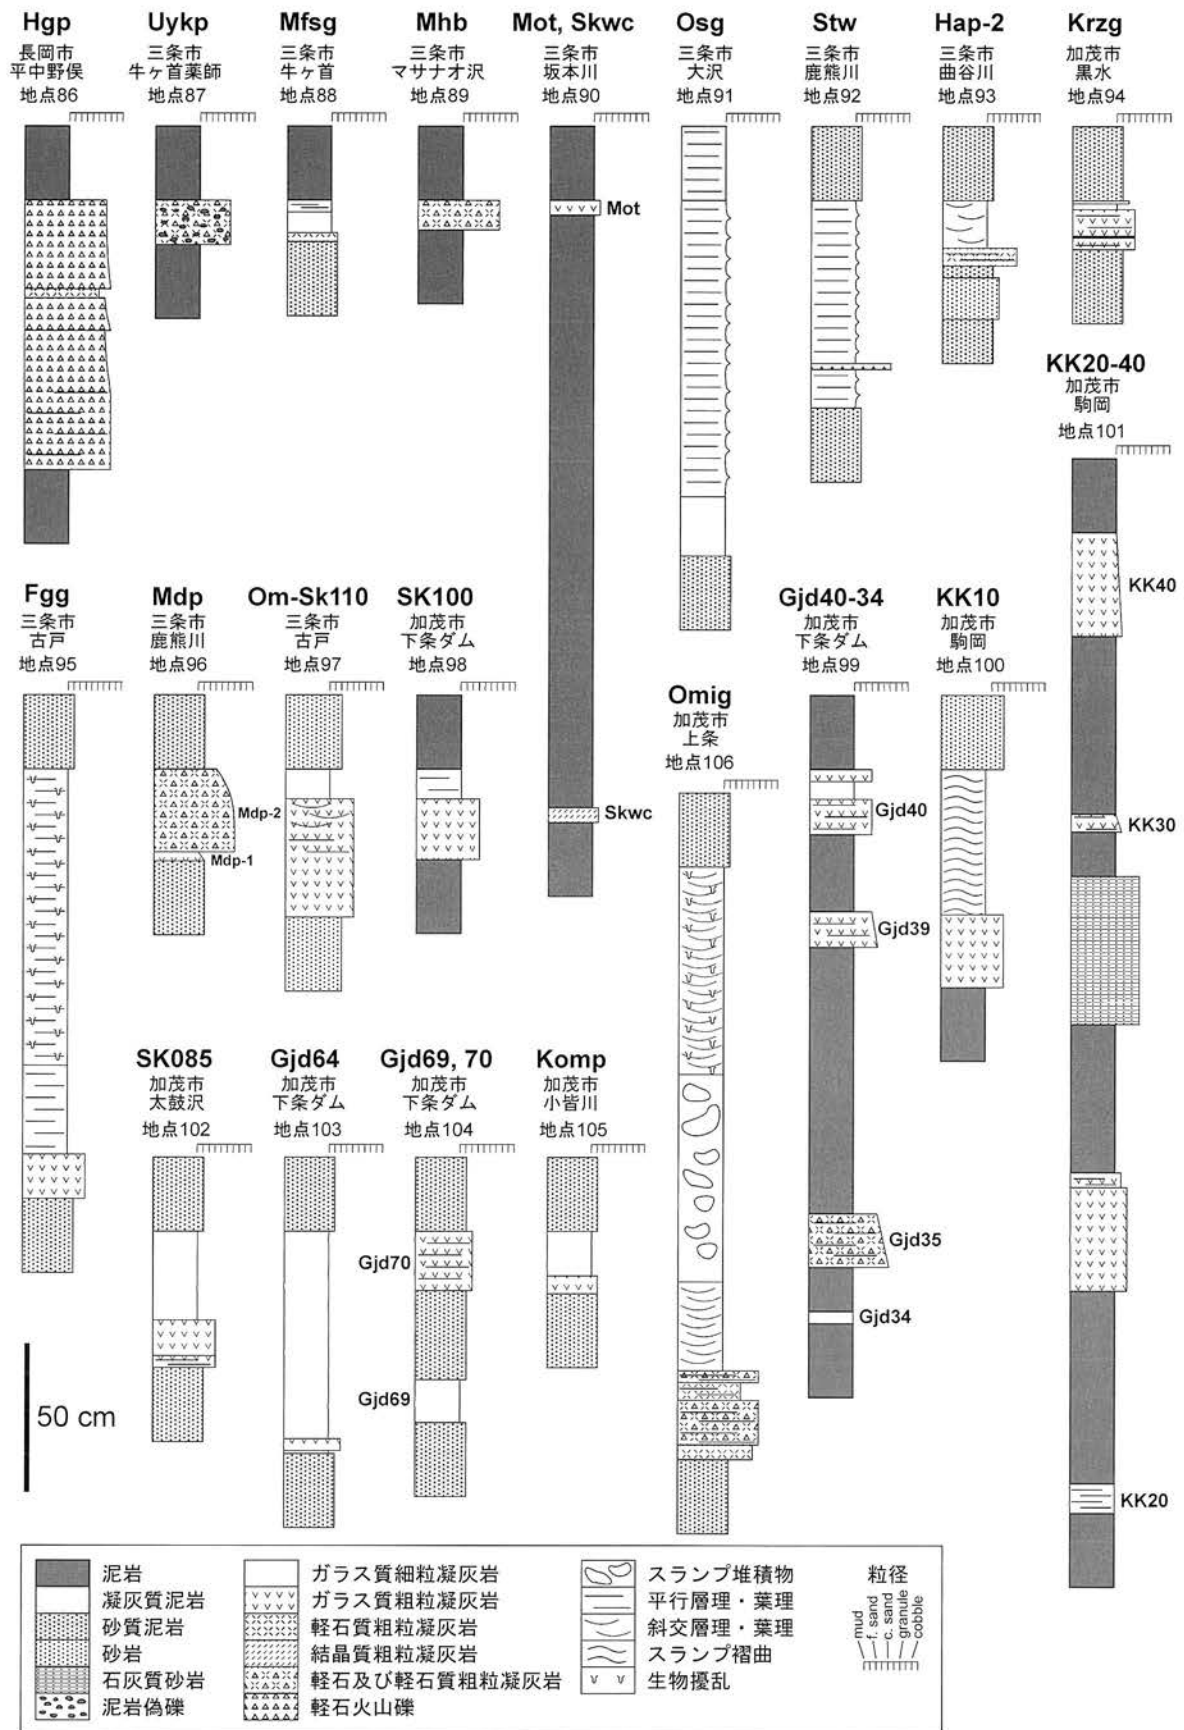 Hgp
長岡市
平中野俣
地点86
Uykp
三条市
牛ヶ首薬師
地点87
Mfsg
三条市
牛ヶ首
地点88
Mhb
三条市
マサナオ沢
地点89
Mot, Skwc
三条市
坂本川
地点90
Mot
Skwc
Osg
三条市
大沢
地点91
Stw
三条市
鹿熊川
地点92
Hap-2
三条市
曲谷川
地点93
Krzg
加茂市
黒水
地点94
Fgg
三条市
古戸
地点95
Mdp
三条市
鹿熊川
地点96
Mdp-2
Mdp-1
Om-Sk110
三条市
古戸
地点97
SK100
加茂市
下条ダム
地点98
Gjd40-34
加茂市
下条ダム
地点99
Gjd40
Gjd39
Gjd35
Gjd34
KK10
加茂市
駒岡
地点100
KK20-40
加茂市
駒岡
地点101
KK40
KK30
KK20
SK085
加茂市
太鼓沢
地点102
Gjd64
加茂市
下条ダム
地点103
Gjd69, 70
加茂市
下条ダム
地点104
Gjd70
Gjd69
Komp
加茂市
小皆川
地点105
Omig
加茂市
上条
地点106
50 cm
泥岩
凝灰質泥岩
砂質泥岩
砂岩
石灰質砂岩
泥岩偽礫
ガラス質細粒凝灰岩
ガラス質粗粒凝灰岩
軽石質粗粒凝灰岩
結晶質粗粒凝灰岩
軽石及び軽石質粗粒凝灰岩
軽石火山礫
スランプ堆積物
平行層理・葉理
斜交層理・葉理
スランプ褶曲
生物擾乱
粒径
mud
f. sand
c. sand
granule
cobble